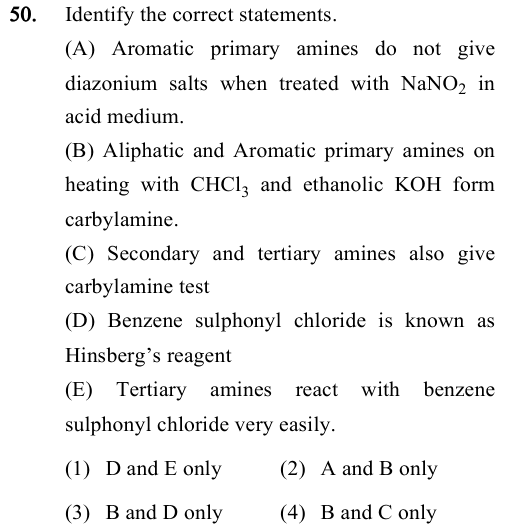 50. Identify the correct statements.
(A) Aromatic primary amines do not give
diazonium salts when treated with NaNO₂ in
acid medium.
(B) Aliphatic and Aromatic primary amines on
heating with CHCl₃ and ethanolic KOH form
carbylamine.
(C) Secondary and tertiary amines also give
carbylamine test
(D) Benzene sulphonyl chloride is known as
Hinsberg’s reagent
(E) Tertiary amines react with benzene
sulphonyl chloride very easily.
(1) D and E only (2) A and B only
(3) B and D only (4) B and C only